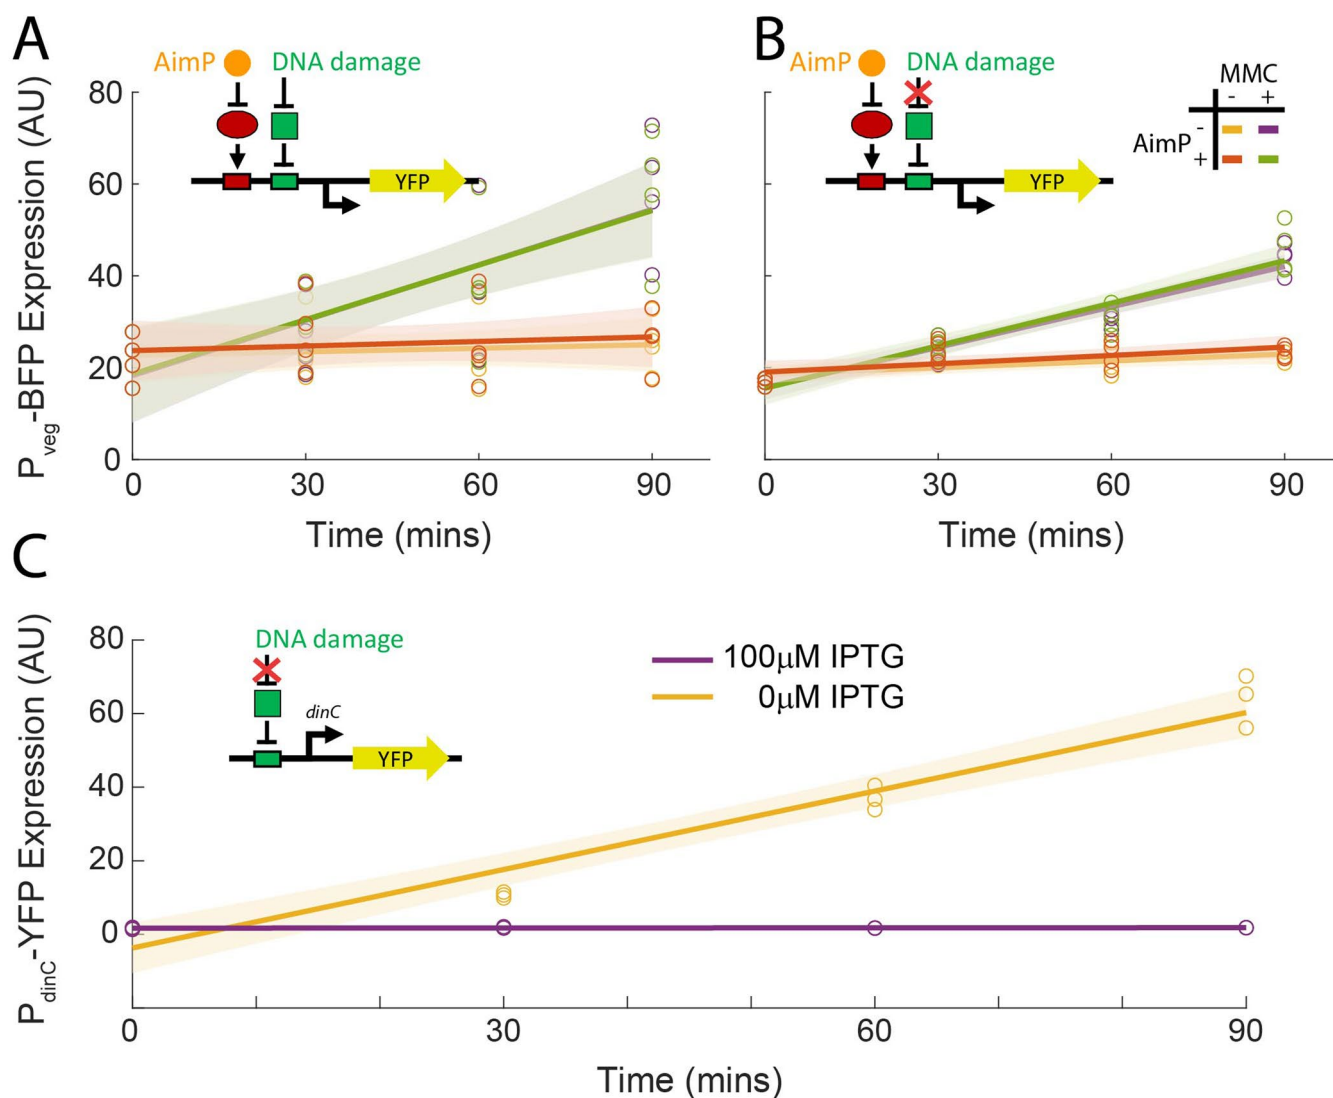 A
AimP
DNA damage
YFP
P_veg-BFP Expression (AU)
80
60
40
20
0
0 30 60 90
Time (mins)
B
AimP
DNA damage
YFP
MMC
- +
AimP
-
+
0 30 60 90
Time (mins)
C
DNA damage
dinC
YFP
100μM IPTG
0μM IPTG
P_dinC-YFP Expression (AU)
80
60
40
20
0
0 30 60 90
Time (mins)